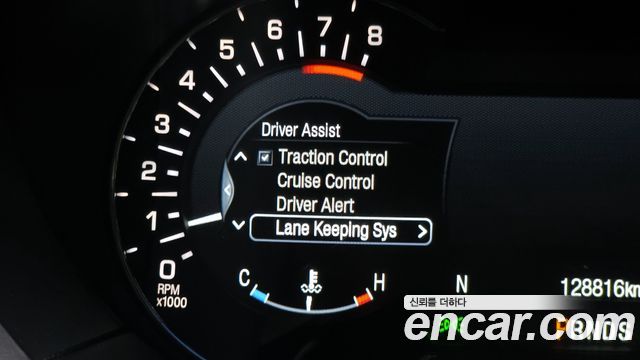 8
7
6
5
4
3
2
1
0
RPM
x1000
Driver Assist
Traction Control
Cruise Control
Driver Alert
Lane Keeping Sys
C
E
H
N
128816km
신뢰를 더하다
encar.com